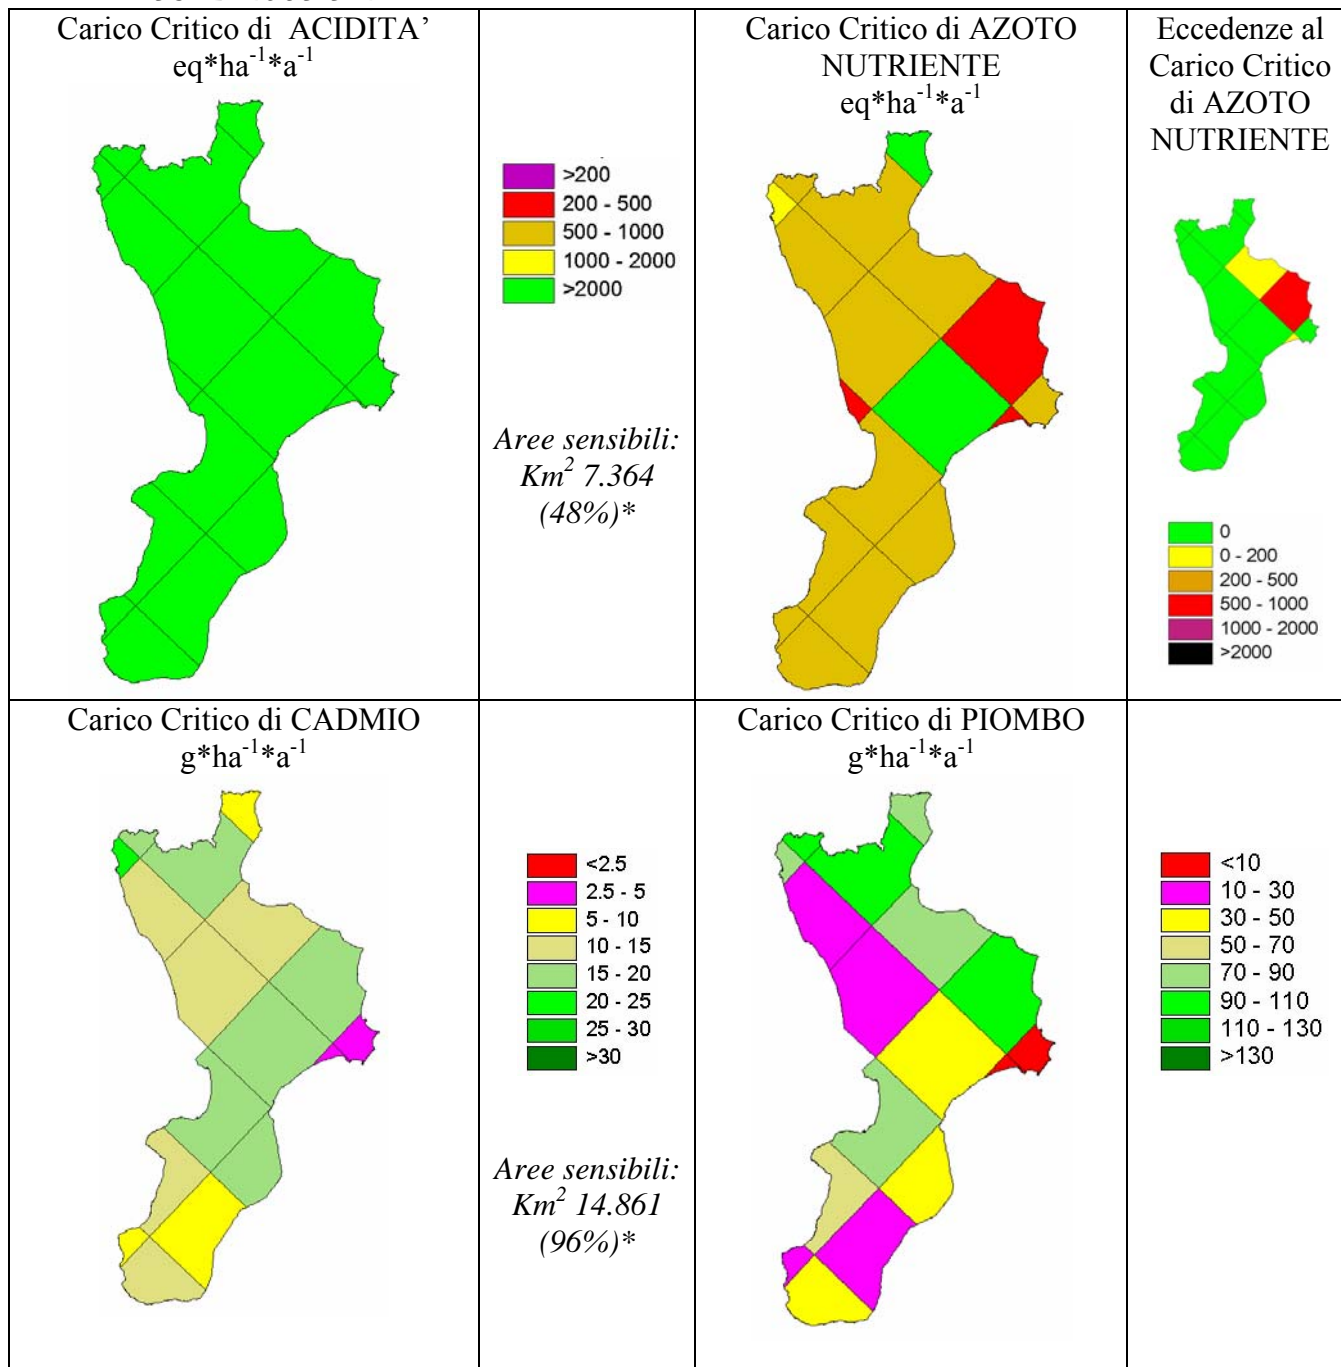 Carico Critico di ACIDITA'
eq*ha-1*a-1
>200
200 - 500
500 - 1000
1000 - 2000
>2000
Aree sensibili:
Km2 7.364
(48%)*
Carico Critico di AZOTO
NUTRIENTE
eq*ha-1*a-1
Eccedenze al
Carico Critico
di AZOTO
NUTRIENTE
0
0 - 200
200 - 500
500 - 1000
1000 - 2000
>2000
Carico Critico di CADMIO
g*ha-1*a-1
<2.5
2.5 - 5
5 - 10
10 - 15
15 - 20
20 - 25
25 - 30
>30
Aree sensibili:
Km2 14.861
(96%)*
Carico Critico di PIOMBO
g*ha-1*a-1
<10
10 - 30
30 - 50
50 - 70
70 - 90
90 - 110
110 - 130
>130